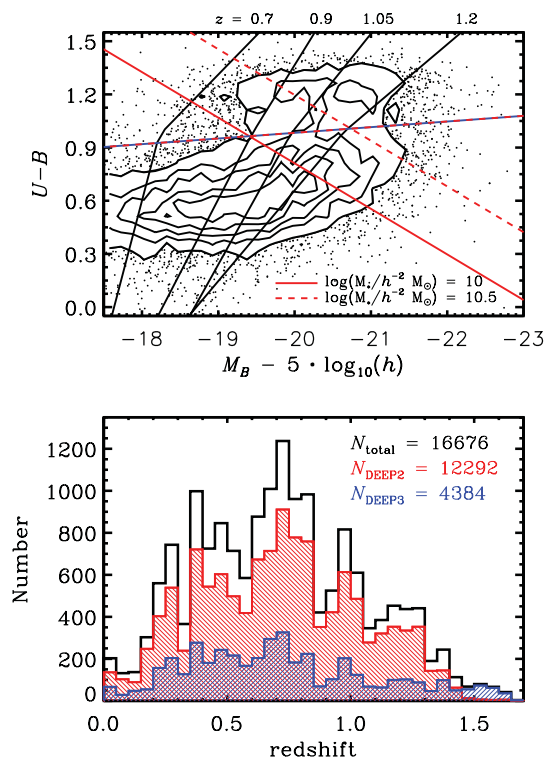 z = 0.7 0.9 1.05 1.2
1.5
1.2
0.9
0.6
0.3
0.0
U−B
log(M⋆/h⁻² M⊙) = 10
log(M⋆/h⁻² M⊙) = 10.5
−18 −19 −20 −21 −22 −23
M_B − 5 · log₁₀(h)
1200
1000
800
600
400
200
0
Number
N_total = 16676
N_DEEP2 = 12292
N_DEEP3 = 4384
0.0 0.5 1.0 1.5
redshift